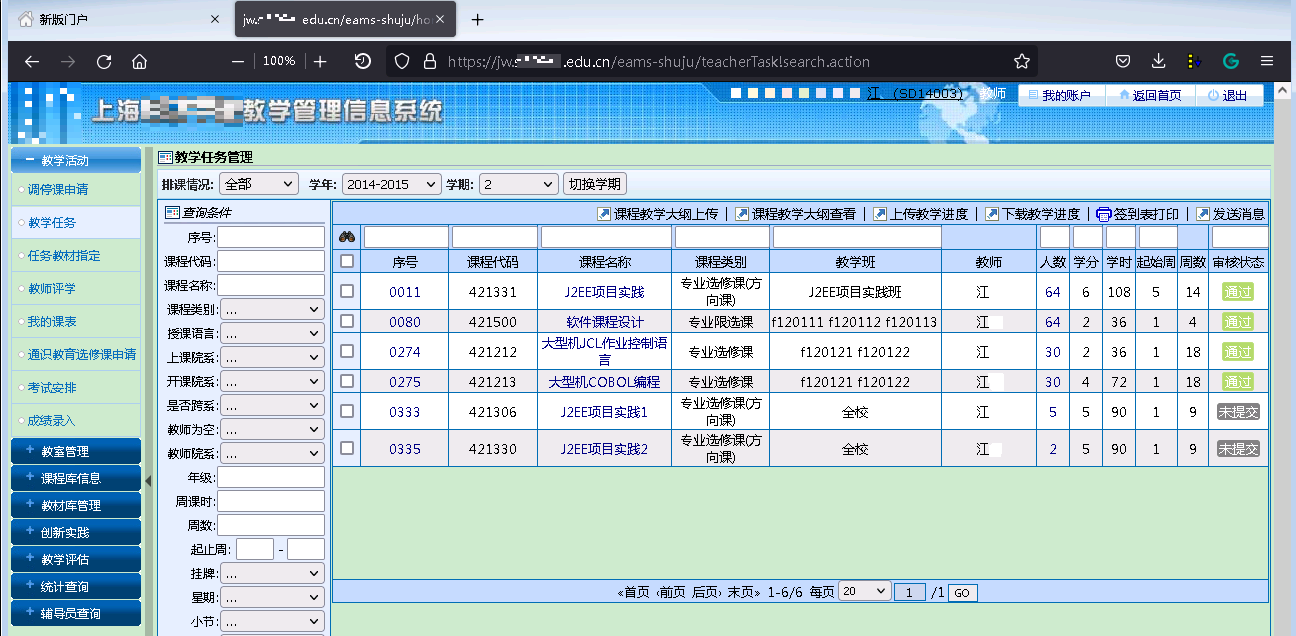 新版门户
jw.s edu.cn/eams-shuju/ho
100%
https://jw.s .edu.cn/eams-shuju/teacherTask!search.action
上海 教学管理信息系统
江 (SD14003) 教师 我的账户 返回首页 退出
教学活动
调停课申请
教学任务
任务教材指定
教师评学
我的课表
通识教育选修课申请
考试安排
成绩录入
教室管理
课程库信息
教材库管理
创新实践
教学评估
统计查询
辅导员查询
教学任务管理
排课情况: 全部 学年: 2014-2015 学期: 2 切换学期
查询条件
序号:
课程代码:
课程名称:
课程类别: ...
授课语言: ...
上课院系: ...
开课院系: ...
是否跨系: ...
教师为空: ...
教师院系: ...
年级:
周课时:
周数:
起止周: -
挂牌: ...
星期: ...
小节: ...
课程教学大纲上传 | 课程教学大纲查看 | 上传教学进度 | 下载教学进度 | 签到表打印 | 发送消息
序号 课程代码 课程名称 课程类别 教学班 教师 人数 学分 学时 起始周 周数 审核状态
0011 421331 J2EE项目实践 专业选修课(方向课) J2EE项目实践班 江 64 6 108 5 14 通过
0080 421500 软件课程设计 专业限选课 f120111 f120112 f120113 江 64 2 36 1 4 通过
0274 421212 大型机JCL作业控制语言 专业选修课 f120121 f120122 江 30 2 36 1 18 通过
0275 421213 大型机COBOL编程 专业选修课 f120121 f120122 江 30 4 72 1 18 通过
0333 421306 J2EE项目实践1 专业选修课(方向课) 全校 江 5 5 90 1 9 未提交
0335 421330 J2EE项目实践2 专业选修课(方向课) 全校 江 2 5 90 1 9 未提交
«首页 ‹前页 后页› 末页» 1-6/6 每页 20 1 /1 GO